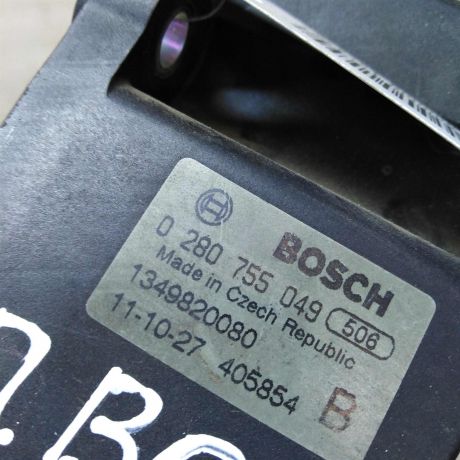 BOSCH
0 280 755 049 506
Made in Czech Republic
1349820080
11-10-27 405854 B